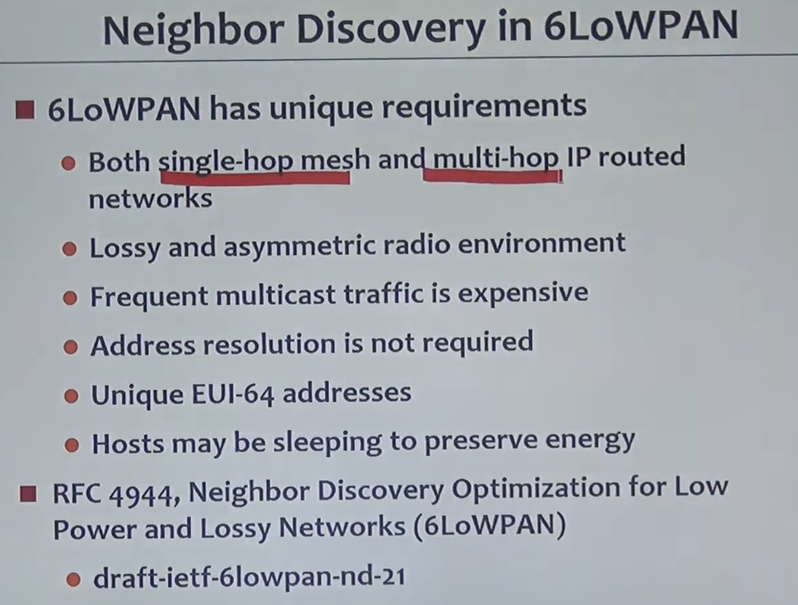 Neighbor Discovery in 6LoWPAN
6LoWPAN has unique requirements
Both single-hop mesh and multi-hop IP routed
networks
Lossy and asymmetric radio environment
Frequent multicast traffic is expensive
Address resolution is not required
Unique EUI-64 addresses
Hosts may be sleeping to preserve energy
RFC 4944, Neighbor Discovery Optimization for Low
Power and Lossy Networks (6LoWPAN)
draft-ietf-6lowpan-nd-21